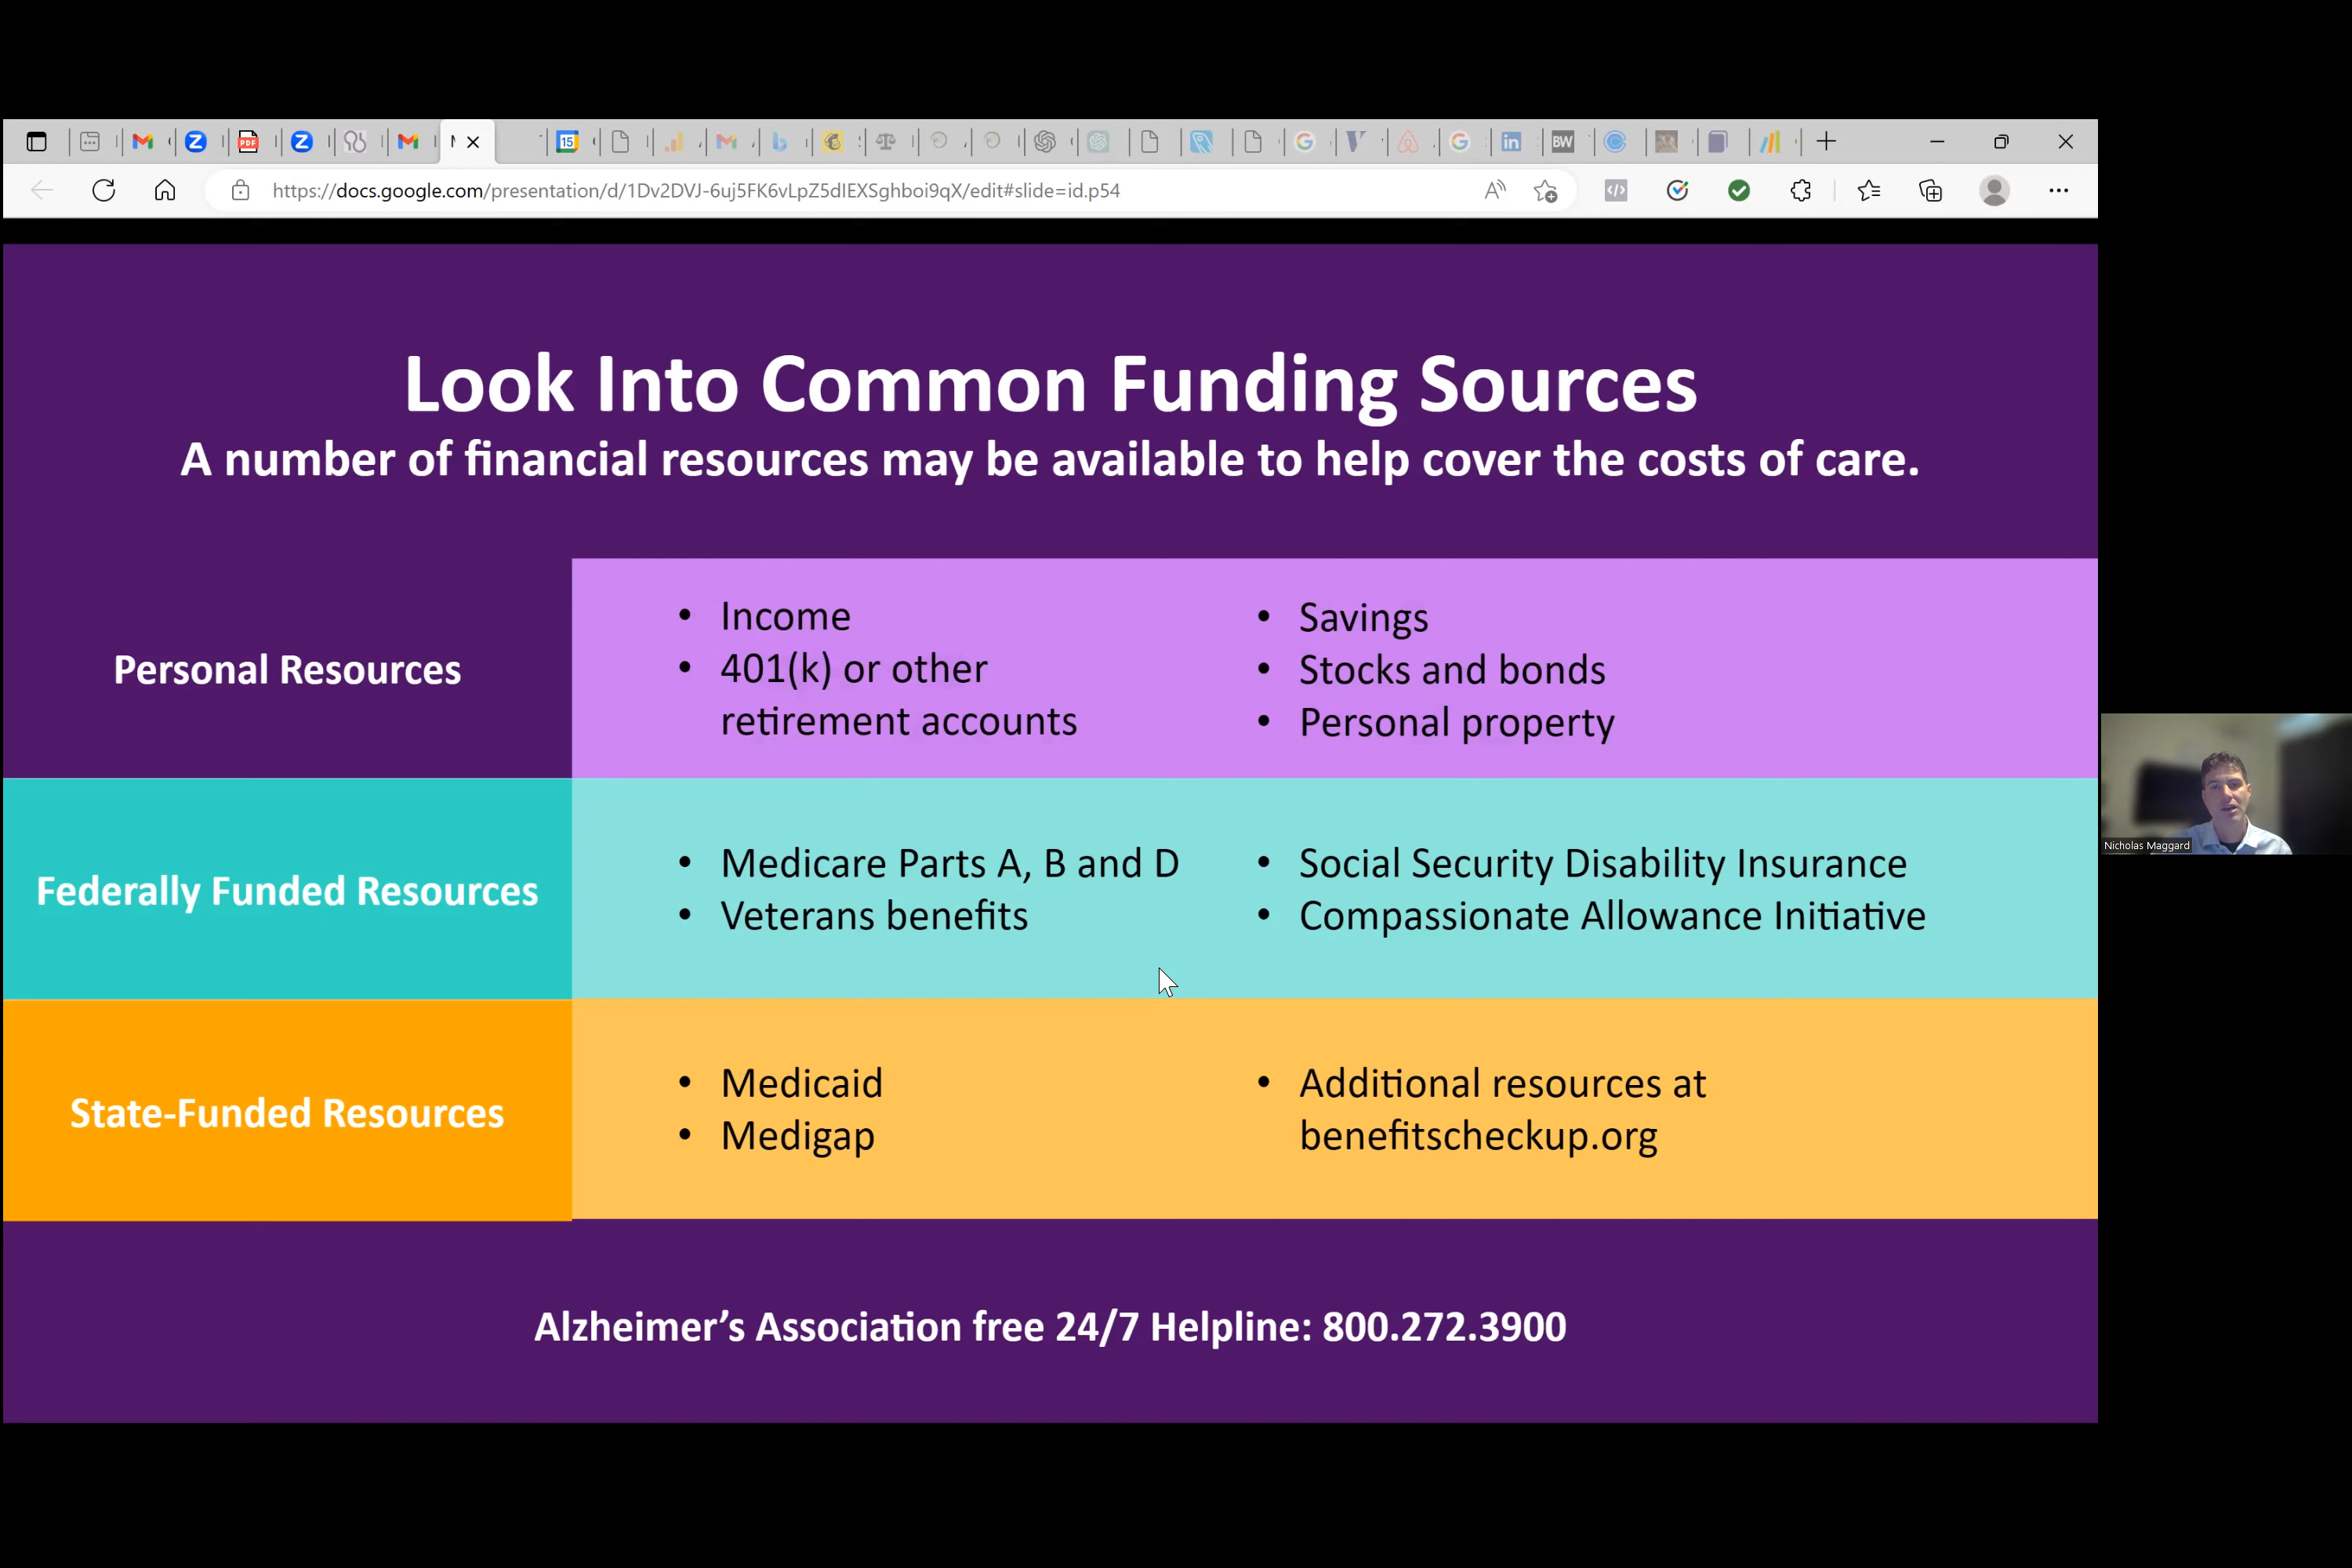 15
BW
https://docs.google.com/presentation/d/1Dv2DVJ-6uj5FK6vLpZ5dIEXSghboi9qX/edit#slide=id.p54
Look Into Common Funding Sources
A number of financial resources may be available to help cover the costs of care.
Personal Resources
• Income
• 401(k) or other
retirement accounts
• Savings
• Stocks and bonds
• Personal property
Federally Funded Resources
• Medicare Parts A, B and D
• Veterans benefits
• Social Security Disability Insurance
• Compassionate Allowance Initiative
State-Funded Resources
• Medicaid
• Medigap
• Additional resources at
benefitscheckup.org
Alzheimer’s Association free 24/7 Helpline: 800.272.3900
Nicholas Maggard